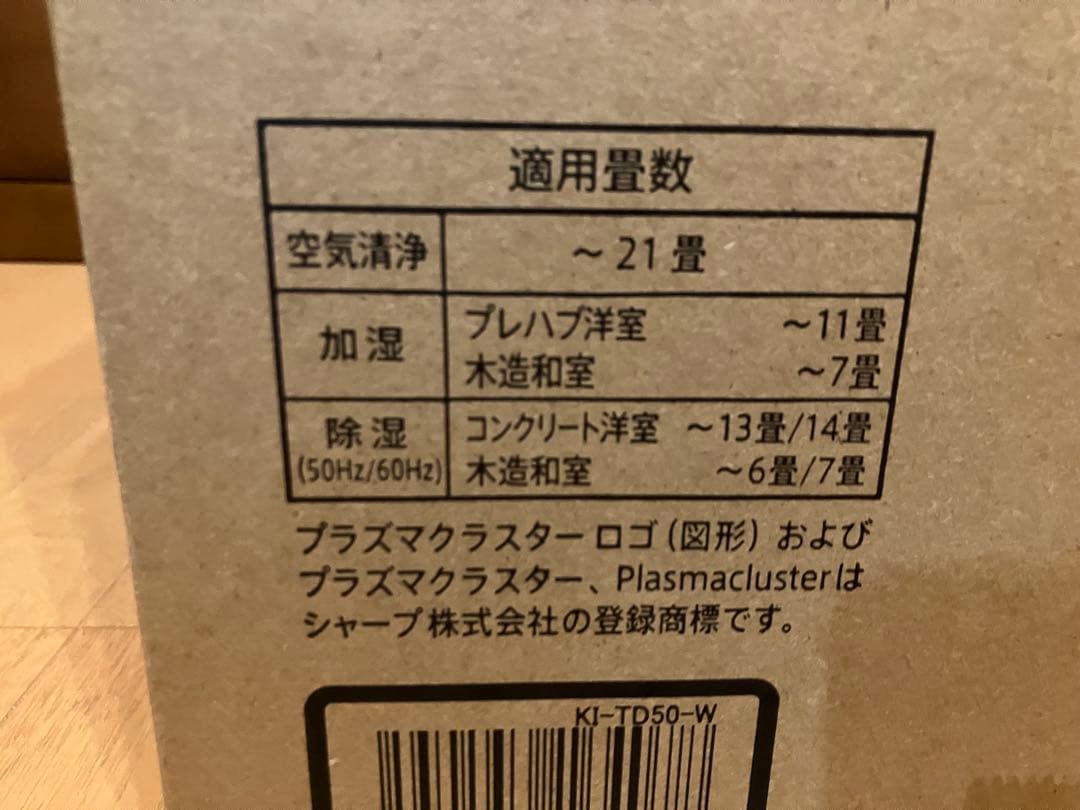 適用畳数
空気清浄 ～21畳
加湿 プレハブ洋室 ～11畳
木造和室 ～7畳
除湿 コンクリート洋室 ～13畳/14畳
(50Hz/60Hz) 木造和室 ～6畳/7畳
プラズマクラスター ロゴ（図形）および
プラズマクラスター、Plasmaclusterは
シャープ株式会社の登録商標です。
KI-TD50-W